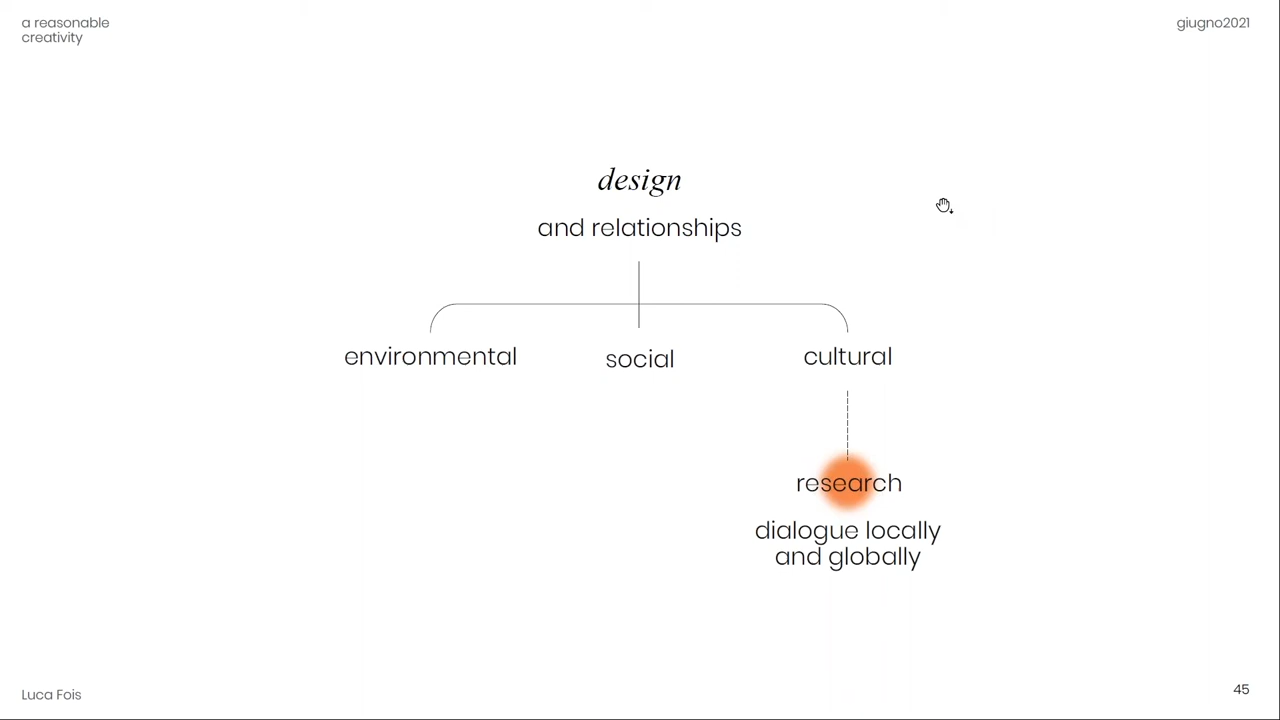 a reasonable
creativity
giugno2021
design
and relationships
environmental
social
cultural
research
dialogue locally
and globally
Luca Fois
45